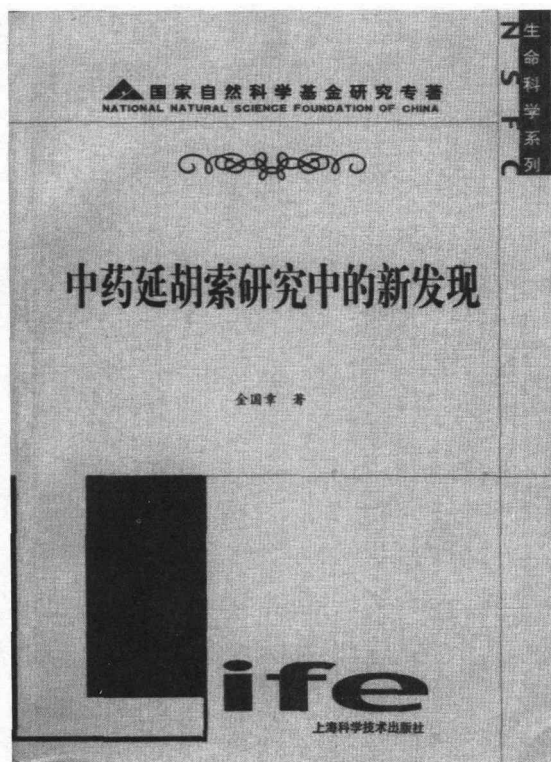 国家自然科学基金研究专著
NATIONAL NATURAL SCIENCE FOUNDATION OF CHINA
NSFC
生命科学系列
中药延胡索研究中的新发现
金国章 著
Life
上海科学技术出版社